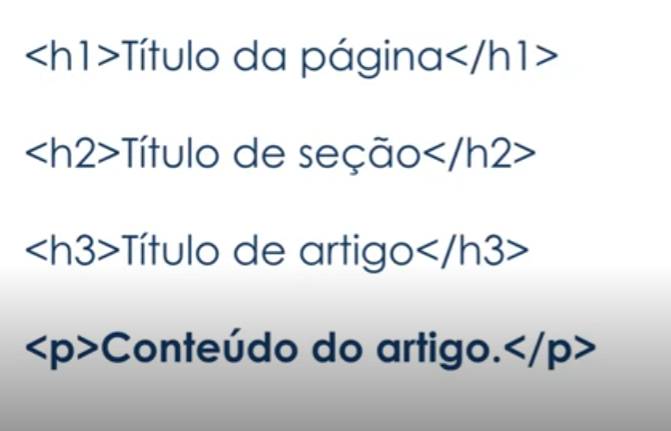 <h1>Título da página</h1>
<h2>Título de seção</h2>
<h3>Título de artigo</h3>
<p>Conteúdo do artigo.</p>